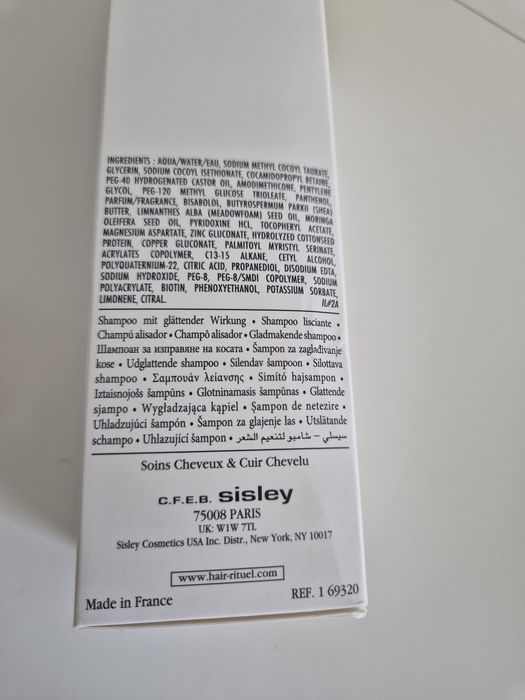 INGREDIENTS : AQUA/WATER/EAU, SODIUM METHYL COCOYL TAURATE,
GLYCERIN, SODIUM COCOYL ISETHIONATE, COCAMIDOPROPYL BETAINE,
PEG-40 HYDROGENATED CASTOR OIL, AMODIMETHICONE, PENTYLENE
GLYCOL, PEG-120 METHYL GLUCOSE TRIOLEATE, PANTHENOL,
PARFUM/FRAGRANCE, BISABOLOL, BUTYROSPERMUM PARKII (SHEA)
BUTTER, LIMNANTHES ALBA (MEADOWFOAM) SEED OIL, MORINGA
OLEIFERA SEED OIL, PYRIDOXINE HCL, TOCOPHERYL ACETATE,
MAGNESIUM ASPARTATE, ZINC GLUCONATE, HYDROLYZED COTTONSEED
PROTEIN, COPPER GLUCONATE, PALMITOYL MYRISTYL SERINATE,
ACRYLATES COPOLYMER, C13-15 ALKANE, CETYL ALCOHOL,
POLYQUATERNIUM-22, CITRIC ACID, PROPANEDIOL, DISODIUM EDTA,
SODIUM HYDROXIDE, PEG-8, PEG-8/SMDI COPOLYMER, SODIUM
POLYACRYLATE, BIOTIN, PHENOXYETHANOL, POTASSIUM SORBATE,
LIMONENE, CITRAL. IL#2A
Shampoo mit glättender Wirkung • Shampoo lisciante •
Champú alisador • Champô alisador • Gladmakende shampoo •
Шампоан за изправяне на косата • Šampon za zaglađivanje
kose • Udglattende shampoo • Silendav šampoon • Silottava
shampoo • Σαμπουάν λείανσης • Simító hajsampon •
Iztaisnojošs šampūns • Glotninamasis šampūnas • Glattende
sjampo • Wygładzająca kąpiel • Şampon de netezire •
Uhladzujúci šampón • Šampon za glajenje las • Utslätande
schampo • Uhlazující šampon • سيسلي – شامبو لتنعيم الشعر
Soins Cheveux & Cuir Chevelu
C.F.E.B. sisley
75008 PARIS
UK: W1W 7TL
Sisley Cosmetics USA Inc. Distr., New York, NY 10017
www.hair-rituel.com
Made in France REF. 1 69320